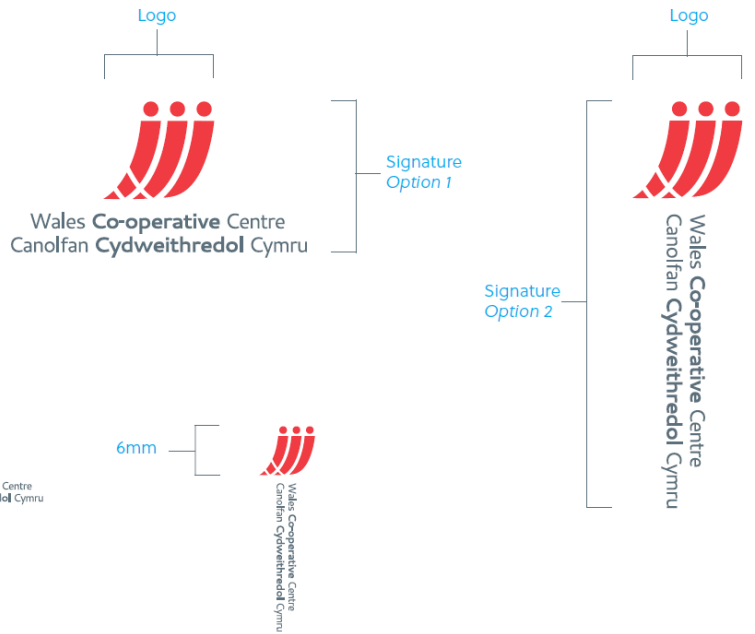 Logo
Logo
Signature
Option 1
Wales Co-operative Centre
Canolfan Cydweithredol Cymru
Signature
Option 2
Wales Co-operative Centre
Canolfan Cydweithredol Cymru
6mm
Centre
Cymru
Wales Co-operative Centre
Canolfan Cydweithredol Cymru